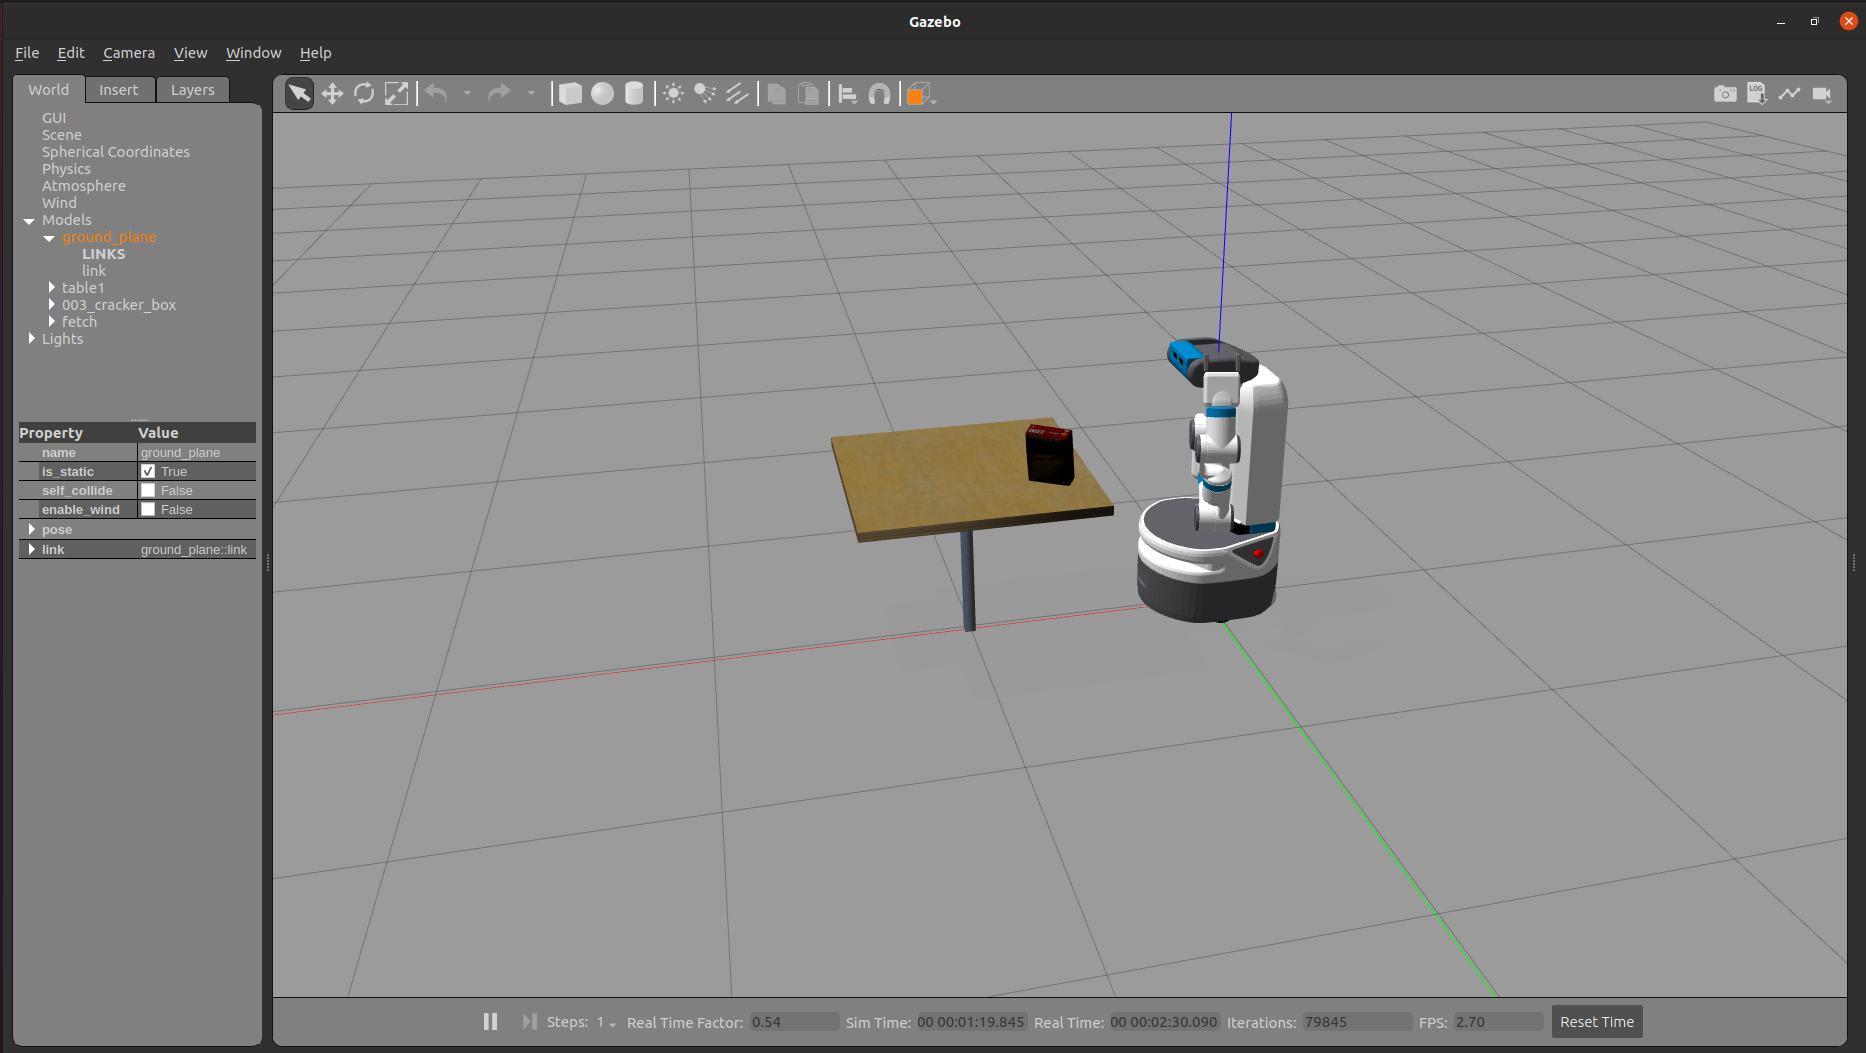 Gazebo
File Edit Camera View Window Help
World Insert Layers
LOG
GUI
Scene
Spherical Coordinates
Physics
Atmosphere
Wind
Models
ground_plane
LINKS
link
table1
003_cracker_box
fetch
Lights
Property Value
name ground_plane
is_static True
self_collide False
enable_wind False
pose
link ground_plane::link
Steps: 1 Real Time Factor: 0.54 Sim Time: 00 00:01:19.845 Real Time: 00 00:02:30.090 Iterations: 79845 FPS: 2.70 Reset Time